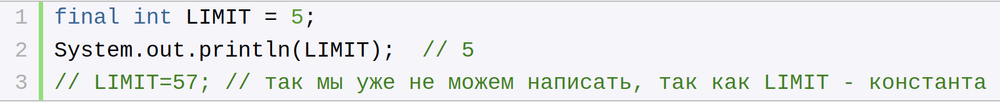 1 final int LIMIT = 5;
2 System.out.println(LIMIT);  // 5
3 // LIMIT=57; // так мы уже не можем написать, так как LIMIT - константа